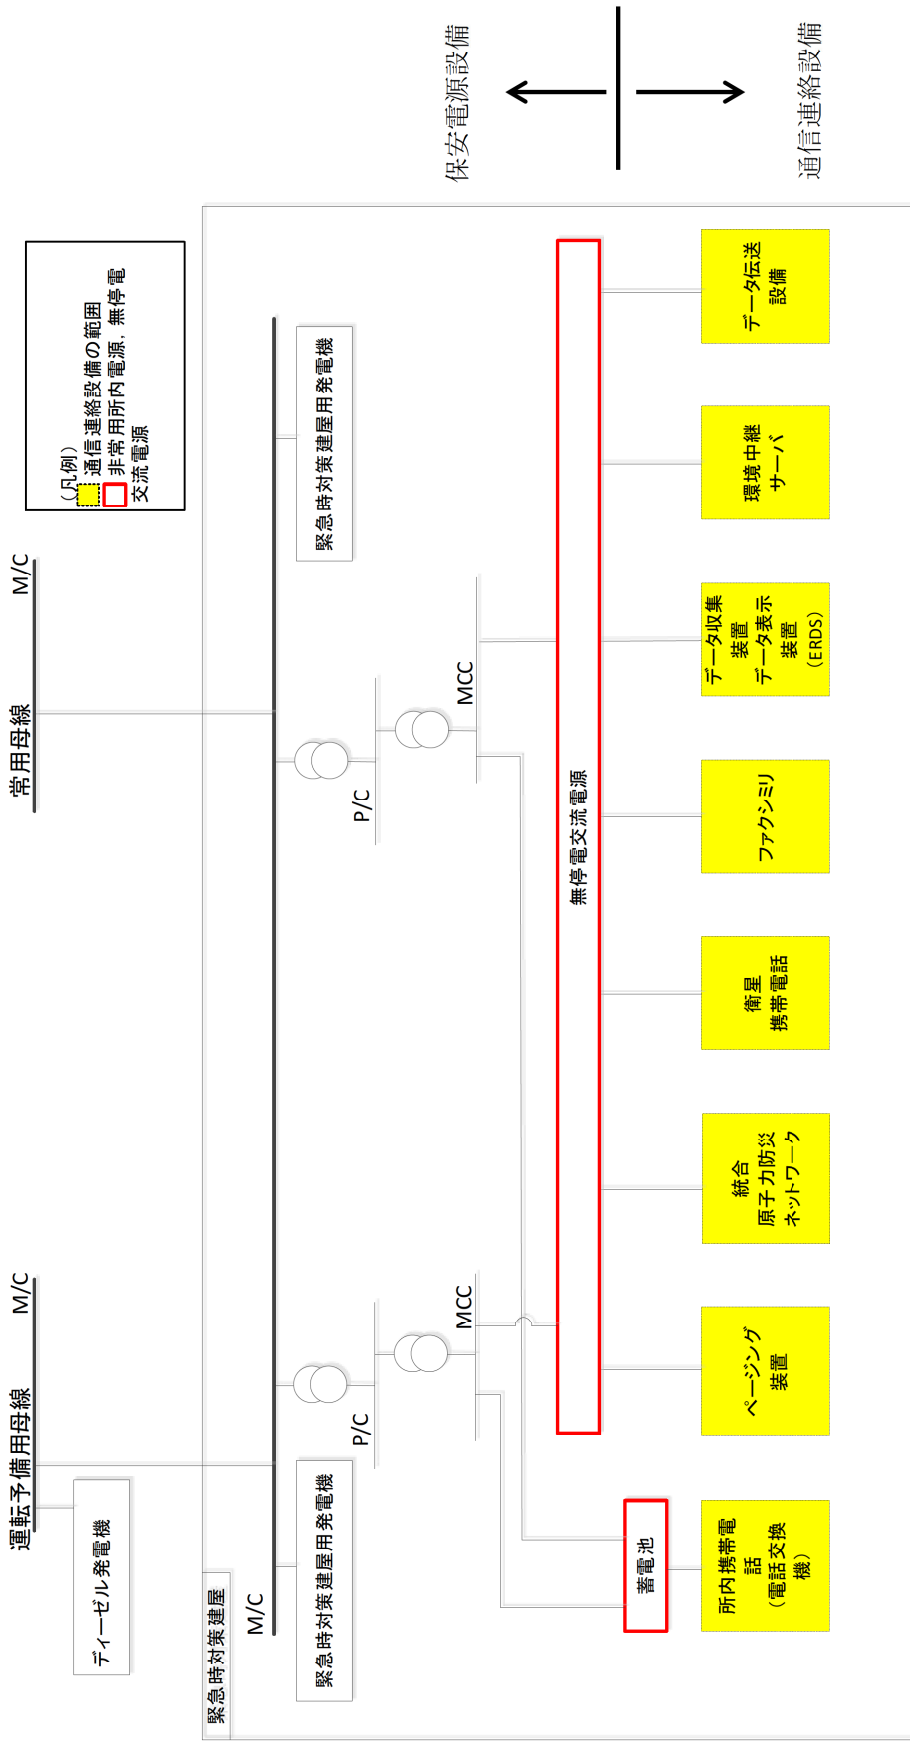 運転予備用母線
M/C
常用母線
M/C
(凡例)
通信連絡設備の範囲
非常用所内電源，無停電
交流電源
ディーゼル発電機
緊急時対策建屋
M/C
緊急時対策建屋用発電機
緊急時対策建屋用発電機
P/C
P/C
MCC
MCC
保安電源設備
無停電交流電源
蓄電池
通信連絡設備
所内携帯電
話
(電話交換
機)
ページング
装置
統合
原子力防災
ネットワーク
衛星
携帯電話
ファクシミリ
データ収集
装置
データ表示
装置
(ERDS)
環境中継
サーバ
データ伝送
設備